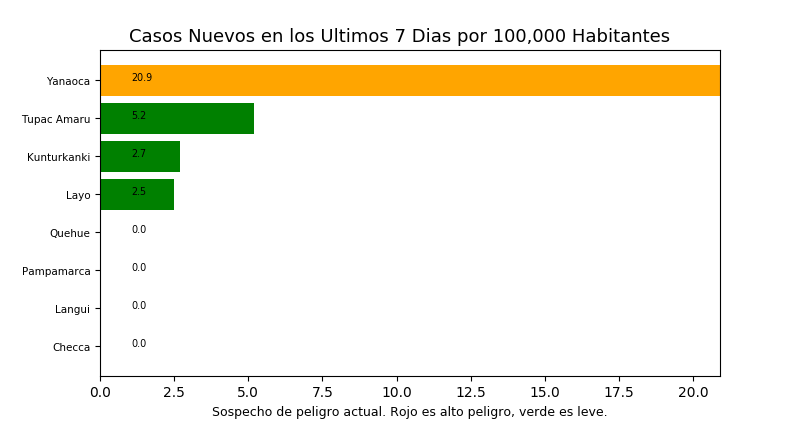 Casos Nuevos en los Ultimos 7 Dias por 100,000 Habitantes
Yanaoca 20.9
Tupac Amaru 5.2
Kunturkanki 2.7
Layo 2.5
Quehue 0.0
Pampamarca 0.0
Langui 0.0
Checca 0.0
0.0 2.5 5.0 7.5 10.0 12.5 15.0 17.5 20.0
Sospecho de peligro actual. Rojo es alto peligro, verde es leve.